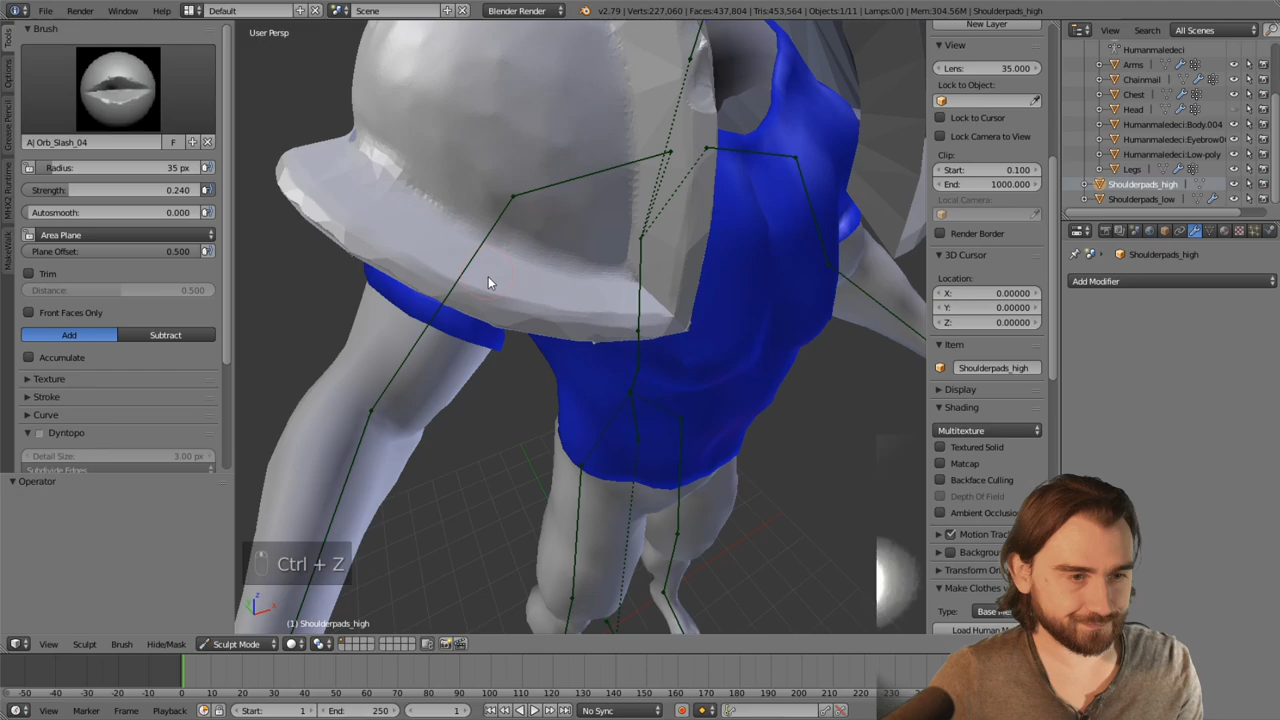 File Render Window Help
Default
Scene
Blender Render
v2.79 | Verts:227,060 | Faces:437,804 | Tris:453,564 | Objects:1/11 | Lamps:0/0 | Mem:304.56M | Shoulderpads_high
Tools
Options
Grease Pencil
MHX2 Runtime
MakeWalk
Brush
A| Orb_Slash_04
F
Radius: 35 px
Strength: 0.240
Autosmooth: 0.000
Area Plane
Plane Offset: 0.500
Trim
Distance: 0.500
Front Faces Only
Add Subtract
Accumulate
Texture
Stroke
Curve
Dyntopo
Detail Size: 3.00 px
Subdivide Edges
Operator
User Persp
Ctrl + Z
(1) Shoulderpads_high
New Layer
View
Lens: 35.000
Lock to Object:
Lock to Cursor
Lock Camera to View
Clip:
Start: 0.100
End: 1000.000
Local Camera:
Render Border
3D Cursor
Location:
X: 0.00000
Y: 0.00000
Z: 0.00000
Item
Shoulderpads_high
Display
Shading
Multitexture
Textured Solid
Matcap
Backface Culling
Depth Of Field
Ambient Occlusi
Motion Trac
Backgroun
Transform Or
Make Clothes
Type: Base Me
Load Human M
View Search All Scenes
Humanmaledeci
Arms
Chainmail
Chest
Head
Humanmaledeci:Body.004
Humanmaledeci:Eyebrow0
Humanmaledeci:Low-poly
Legs
Shoulderpads_high
Shoulderpads_low
Shoulderpads_high
Add Modifier
View Sculpt Brush Hide/Mask
Sculpt Mode
-50 -40 -30 -20 -10 0 10 20 30 40 50 60 70 80 90 100 110 120 130 140 150 160 170 180 190 200 210 220 230
View Marker Frame Playback
Start: 1
End: 250
1
No Sync